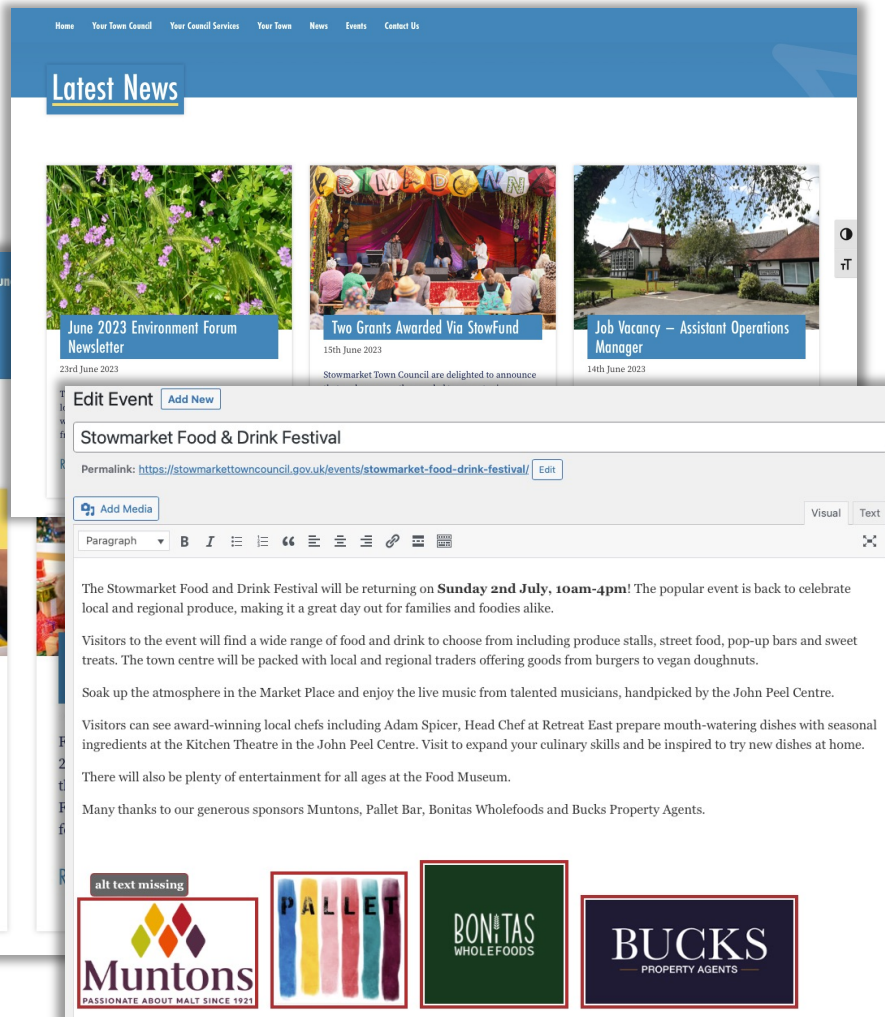 Home Your Town Council Your Council Services Your Town News Events Contact Us
Latest News
PRIMADONNA
June 2023 Environment Forum
Newsletter
23rd June 2023
Two Grants Awarded Via StowFund
15th June 2023
Stowmarket Town Council are delighted to announce
Job Vacancy – Assistant Operations
Manager
14th June 2023
Edit Event Add New
Stowmarket Food & Drink Festival
Permalink: https://stowmarkettowncouncil.gov.uk/events/stowmarket-food-drink-festival/ Edit
Add Media
Visual Text
Paragraph
The Stowmarket Food and Drink Festival will be returning on Sunday 2nd July, 10am-4pm! The popular event is back to celebrate
local and regional produce, making it a great day out for families and foodies alike.
Visitors to the event will find a wide range of food and drink to choose from including produce stalls, street food, pop-up bars and sweet
treats. The town centre will be packed with local and regional traders offering goods from burgers to vegan doughnuts.
Soak up the atmosphere in the Market Place and enjoy the live music from talented musicians, handpicked by the John Peel Centre.
Visitors can see award-winning local chefs including Adam Spicer, Head Chef at Retreat East prepare mouth-watering dishes with seasonal
ingredients at the Kitchen Theatre in the John Peel Centre. Visit to expand your culinary skills and be inspired to try new dishes at home.
There will also be plenty of entertainment for all ages at the Food Museum.
Many thanks to our generous sponsors Muntons, Pallet Bar, Bonitas Wholefoods and Bucks Property Agents.
alt text missing
Muntons
PASSIONATE ABOUT MALT SINCE 1921
PALLET
BONITAS
WHOLEFOODS
BUCKS
PROPERTY AGENTS